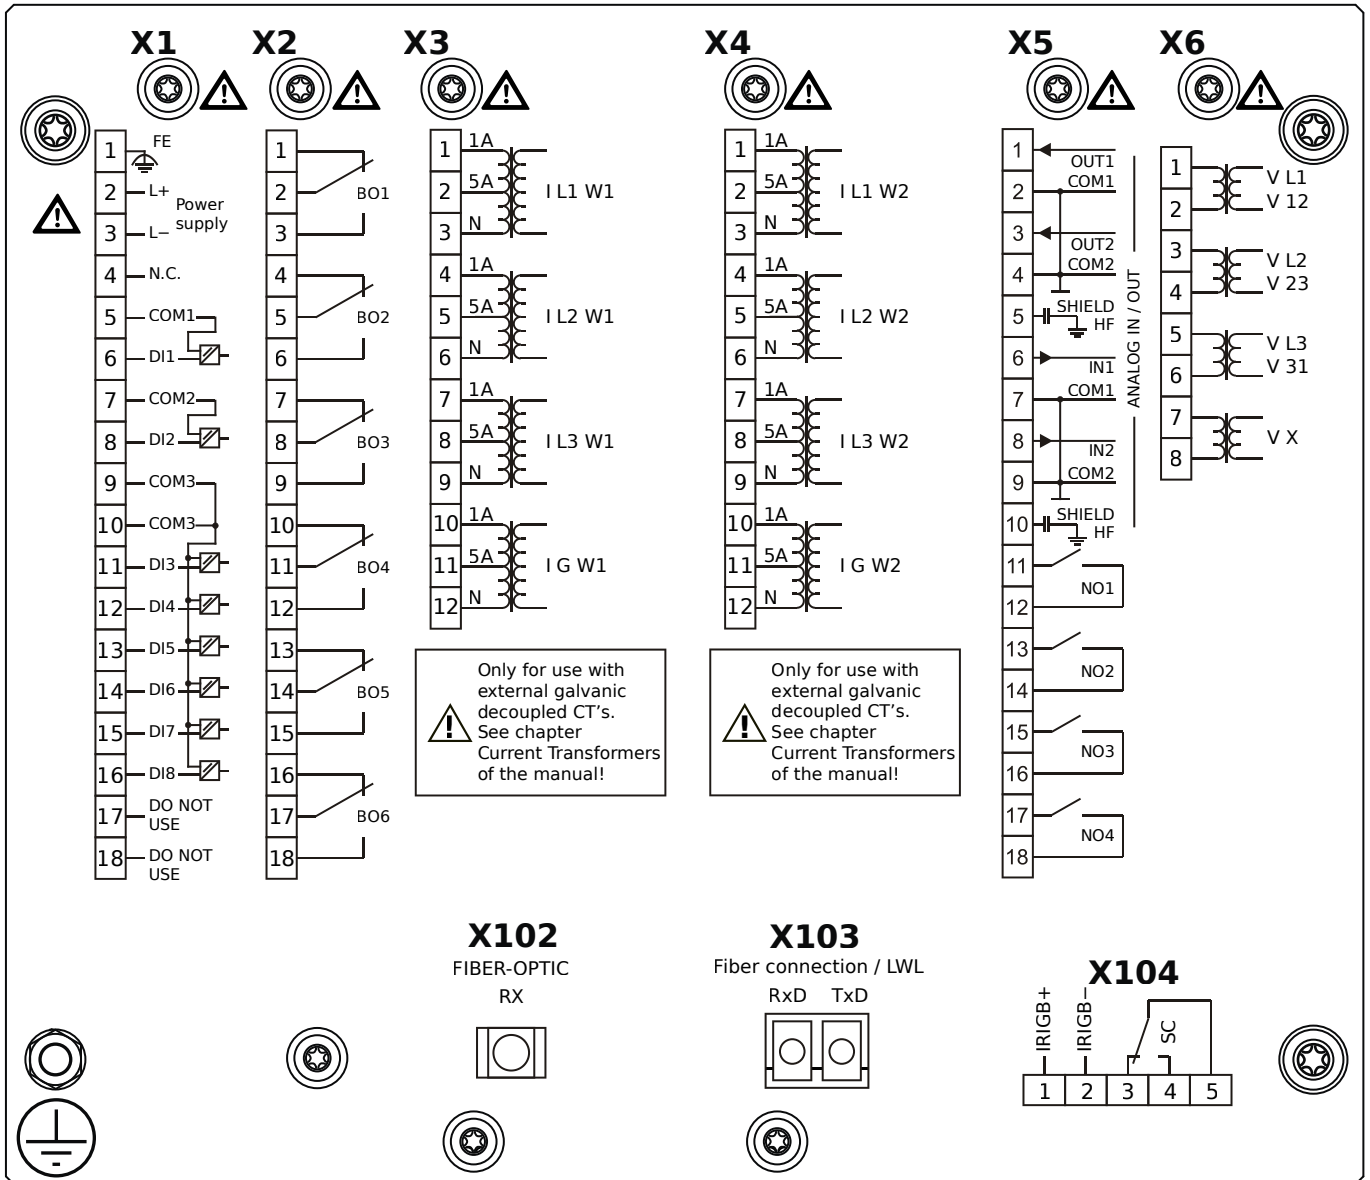 X1
X2
X3
X4
X5
X6
1
FE
2
L+
Power
supply
3
L−
4
N.C.
5
COM1
6
DI1
7
COM2
8
DI2
9
COM3
10
COM3
11
DI3
12
DI4
13
DI5
14
DI6
15
DI7
16
DI8
17
DO NOT
USE
18
DO NOT
USE
1
2
BO1
3
4
5
BO2
6
7
8
BO3
9
10
11
BO4
12
13
14
BO5
15
16
17
BO6
18
1
1A
2
5A
I L1 W1
3
N
4
1A
5
5A
I L2 W1
6
N
7
1A
8
5A
I L3 W1
9
N
10
1A
11
5A
I G W1
12
N
Only for use with
external galvanic
decoupled CT's.
See chapter
Current Transformers
of the manual!
1
1A
2
5A
I L1 W2
3
N
4
1A
5
5A
I L2 W2
6
N
7
1A
8
5A
I L3 W2
9
N
10
1A
11
5A
I G W2
12
N
Only for use with
external galvanic
decoupled CT's.
See chapter
Current Transformers
of the manual!
1
OUT1
2
COM1
3
OUT2
4
COM2
5
SHIELD
HF
6
IN1
7
COM1
8
IN2
9
COM2
10
SHIELD
HF
ANALOG IN / OUT
11
NO1
12
13
NO2
14
15
NO3
16
17
NO4
18
1
V L1
2
V 12
3
V L2
4
V 23
5
V L3
6
V 31
7
V X
8
X102
FIBER-OPTIC
RX
X103
Fiber connection / LWL
RxD TxD
X104
IRIGB+
IRIGB−
SC
1 2 3 4 5